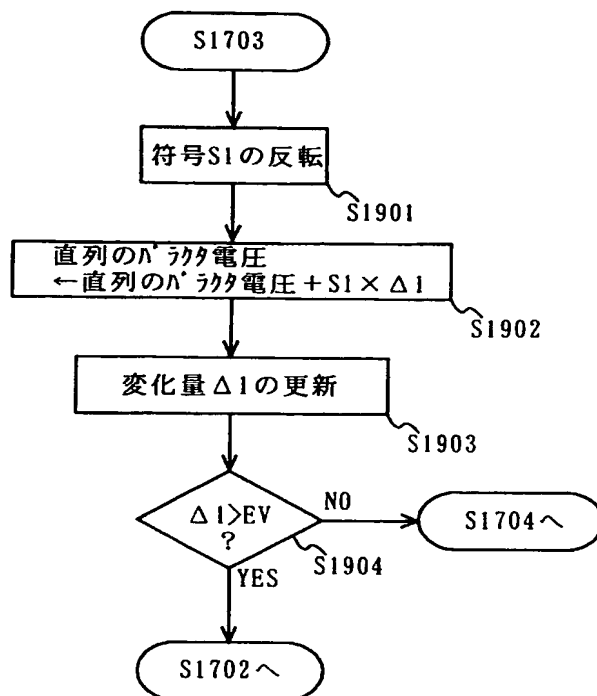 S1703
符号S1の反転
S1901
直列のバラクタ電圧
←直列のバラクタ電圧+S1×Δ1
S1902
変化量Δ1の更新
S1903
Δ1>EV
?
NO
S1704へ
S1904
YES
S1702へ